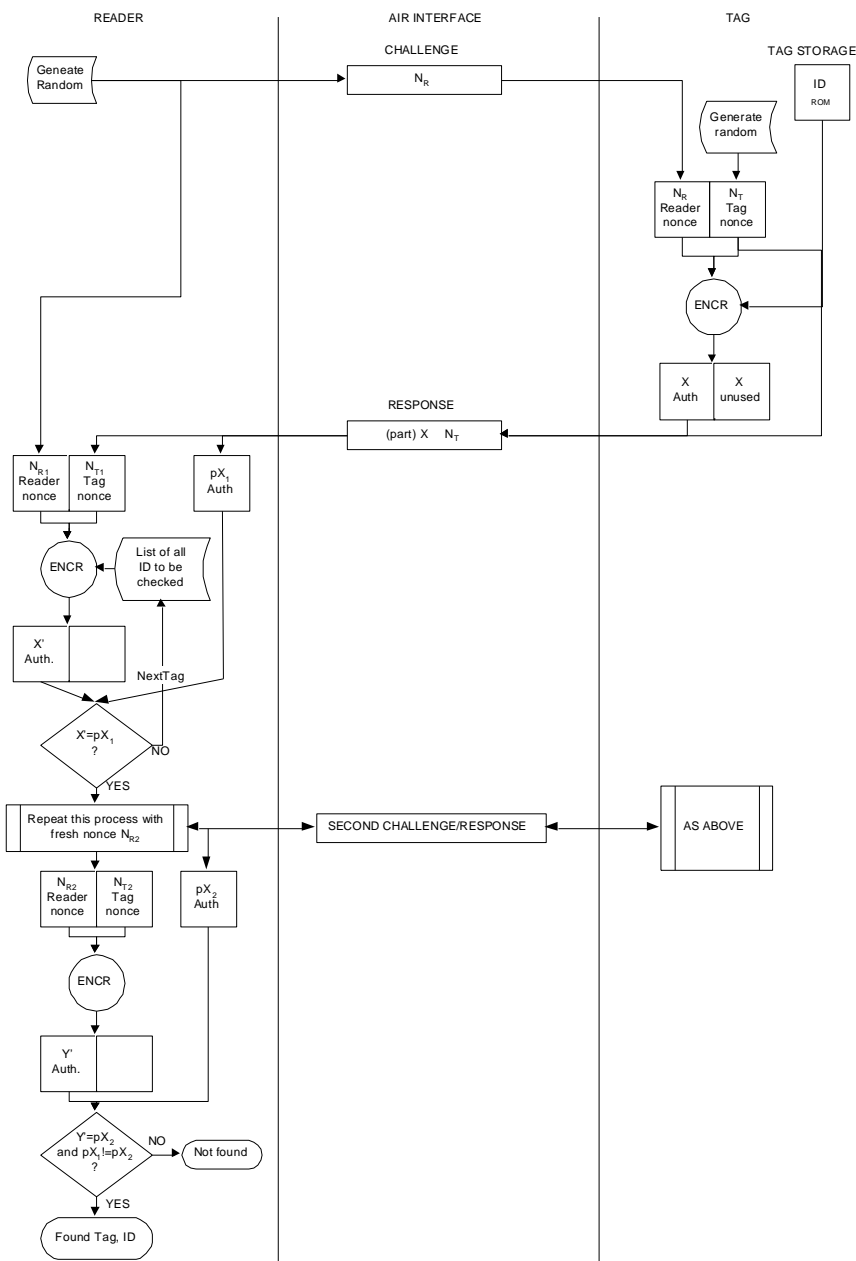 READER
AIR INTERFACE
TAG
CHALLENGE
TAG STORAGE
Geneate
Random
N_R
ID
ROM
Generate
random
N_R
Reader
nonce
N_T
Tag
nonce
ENCR
X
Auth
X
unused
RESPONSE
(part) X N_T
N_R1
Reader
nonce
N_T1
Tag
nonce
pX_1
Auth
ENCR
List of all
ID to be
checked
X'
Auth.
NextTag
X'=pX_1
?
NO
YES
Repeat this process with
fresh nonce N_R2
SECOND CHALLENGE/RESPONSE
AS ABOVE
N_R2
Reader
nonce
N_T2
Tag
nonce
pX_2
Auth
ENCR
Y'
Auth.
Y'=pX_2
and pX_1!=pX_2
?
NO
Not found
YES
Found Tag, ID